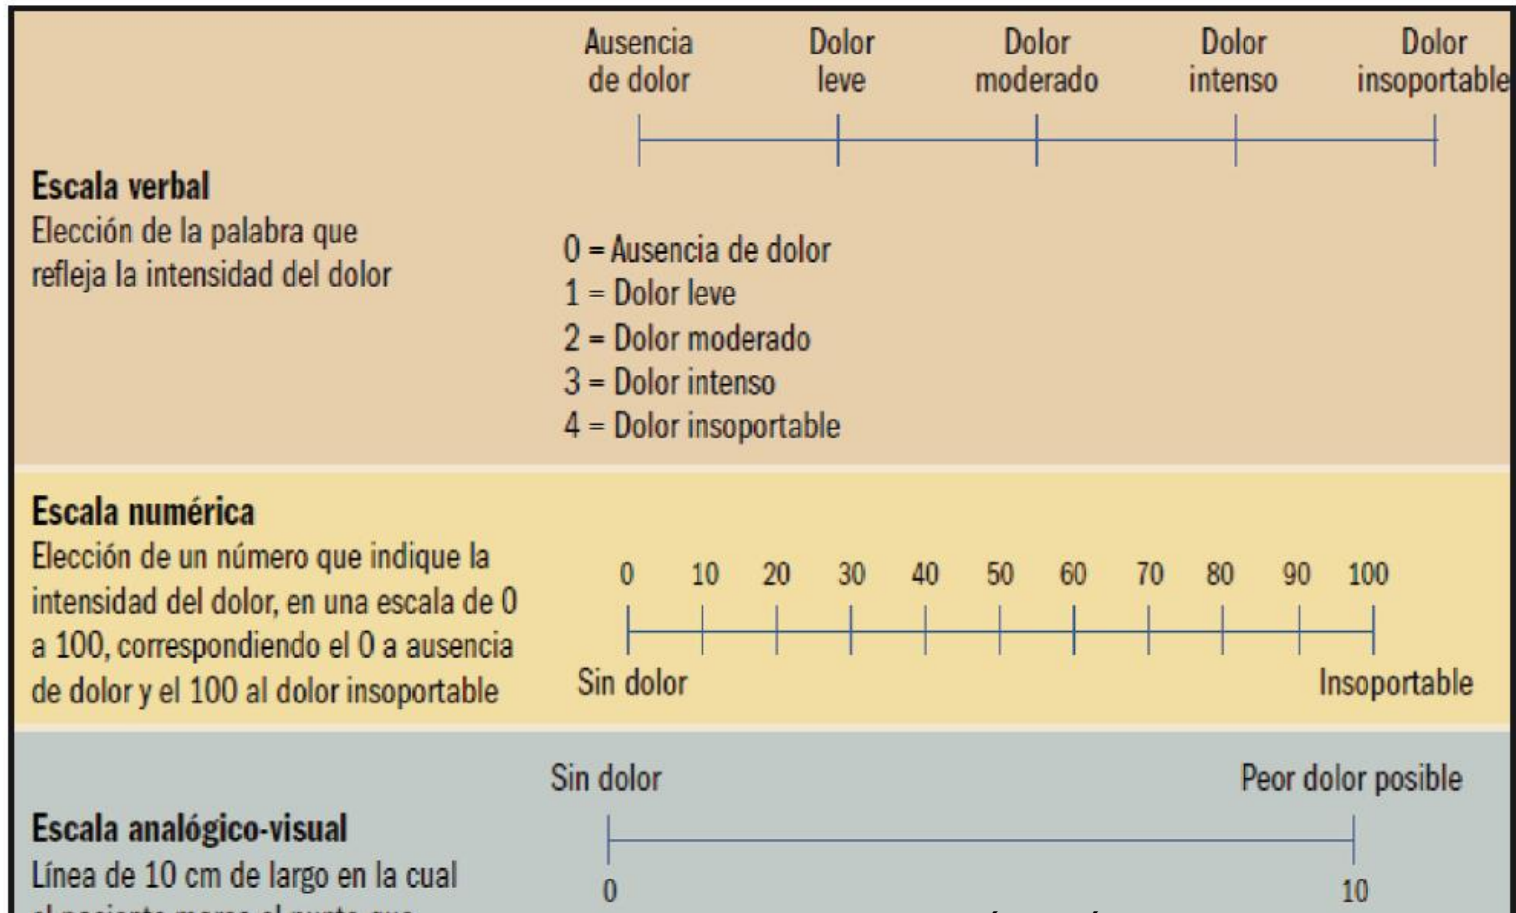 Ausencia de dolor
Dolor leve
Dolor moderado
Dolor intenso
Dolor insoportable
Escala verbal
Elección de la palabra que
refleja la intensidad del dolor
0 = Ausencia de dolor
1 = Dolor leve
2 = Dolor moderado
3 = Dolor intenso
4 = Dolor insoportable
Escala numérica
Elección de un número que indique la
intensidad del dolor, en una escala de 0
a 100, correspondiendo el 0 a ausencia
de dolor y el 100 al dolor insoportable
0 10 20 30 40 50 60 70 80 90 100
Sin dolor Insoportable
Sin dolor Peor dolor posible
Escala analógico-visual
Línea de 10 cm de largo en la cual
0 10